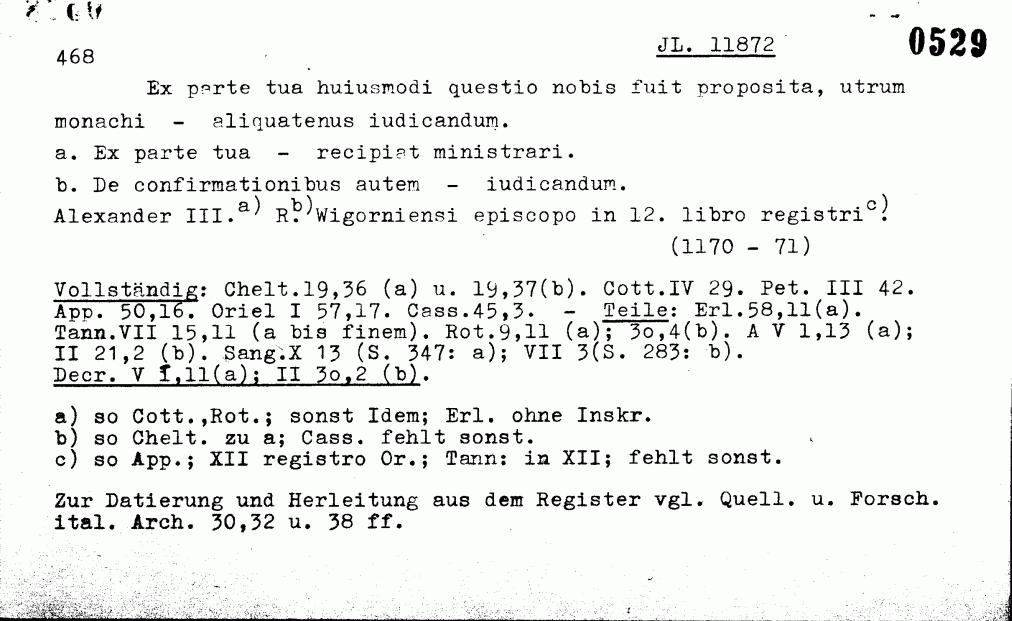 JL. 11872 0529
468
Ex parte tua huiusmodi questio nobis fuit proposita, utrum
monachi - aliquatenus iudicandum.
a. Ex parte tua - recipiat ministrari.
b. De confirmationibus autem - iudicandum.
Alexander III.a) R.b)Wigorniensi episcopo in 12. libro registri c).
(1170 - 71)
Vollständig: Chelt.19,36 (a) u. 19,37(b). Cott.IV 29. Pet. III 42.
App. 50,16. Oriel I 57,17. Cass.45,3. - Teile: Erl.58,11(a).
Tann.VII 15,11 (a bis finem). Rot.9,11 (a); 3o,4(b). A V 1,13 (a);
II 21,2 (b). Sang.X 13 (S. 347: a); VII 3(S. 283: b).
Decr. V 1,11(a); II 3o,2 (b).
a) so Cott.,Rot.; sonst Idem; Erl. ohne Inskr.
b) so Chelt. zu a; Cass. fehlt sonst.
c) so App.; XII registro Or.; Tann: in XII; fehlt sonst.
Zur Datierung und Herleitung aus dem Register vgl. Quell. u. Forsch.
ital. Arch. 30,32 u. 38 ff.